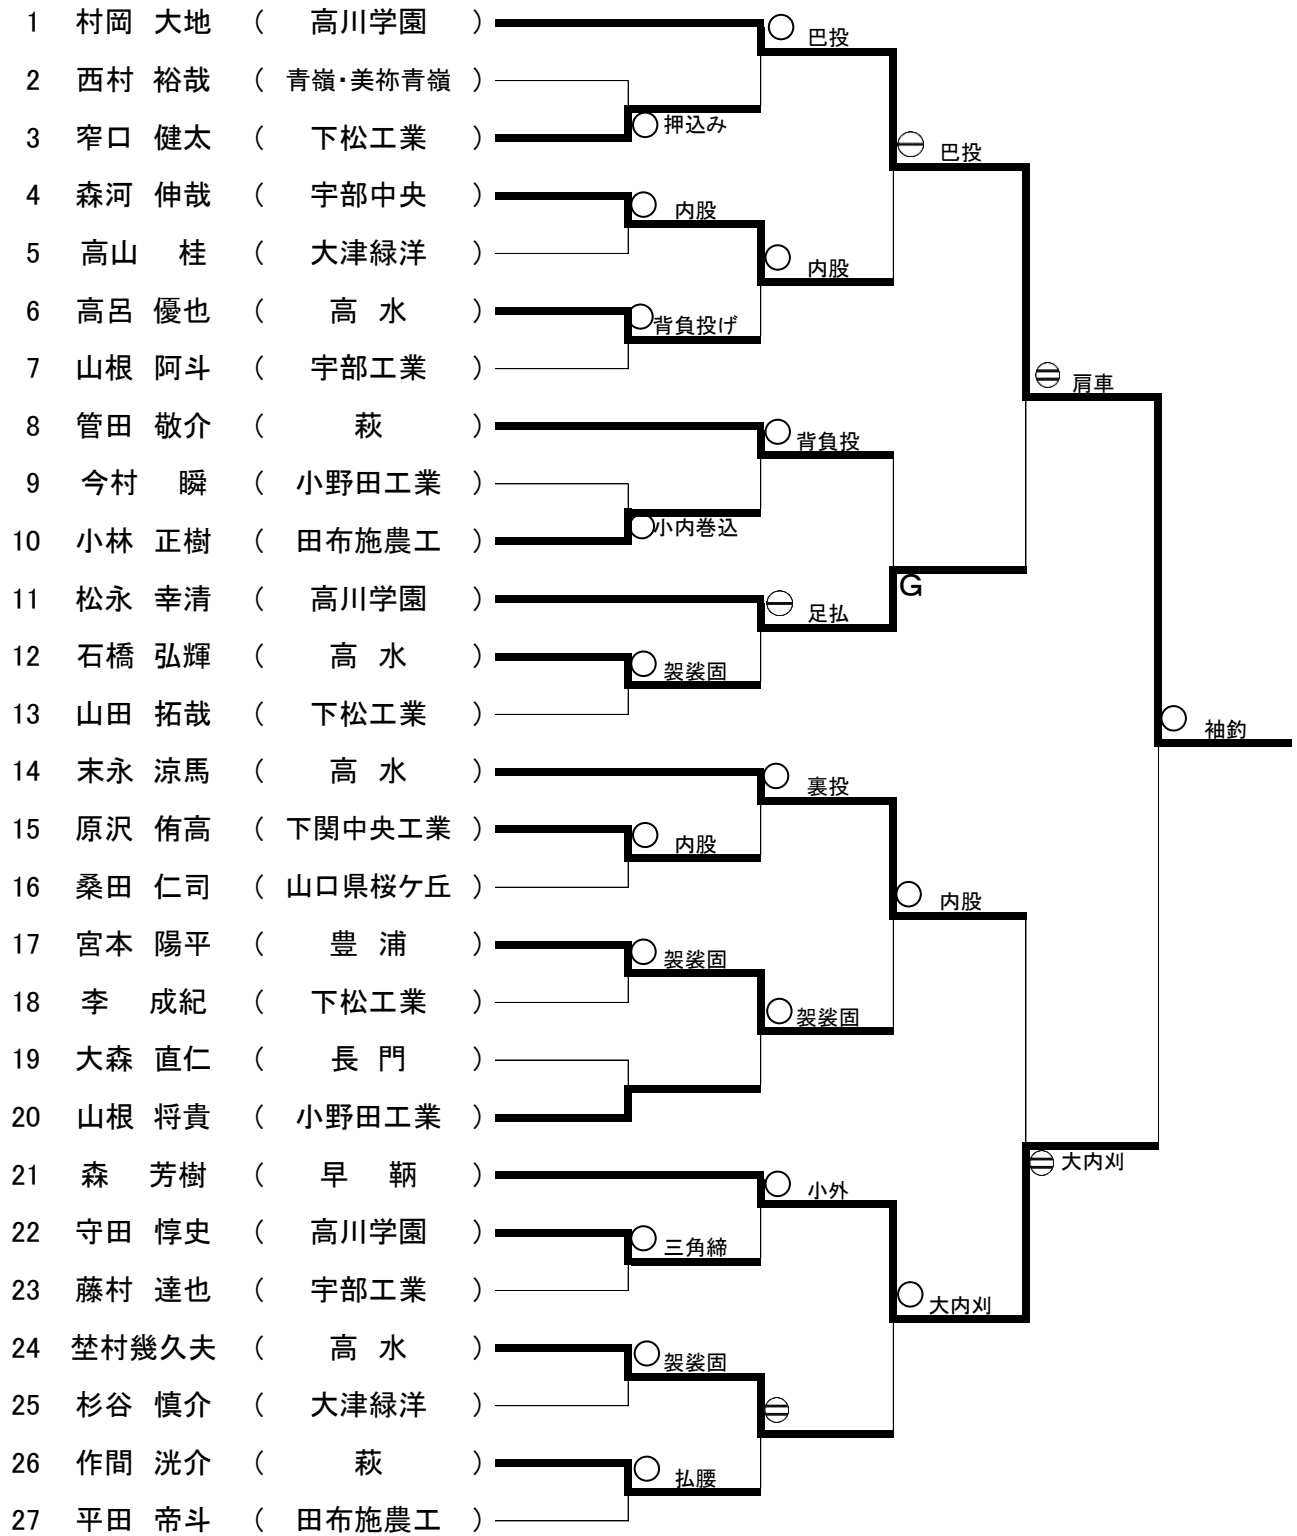 1 村岡 大地 ( 高川学園 )
○ 巴投
2 西村 裕哉 ( 青嶺・美祢青嶺 )
○ 押込み
3 窄口 健太 ( 下松工業 )
巴投
4 森河 伸哉 ( 宇部中央 )
○ 内股
5 高山 桂 ( 大津緑洋 )
○ 内股
6 高呂 優也 ( 高 水 )
○ 背負投げ
7 山根 阿斗 ( 宇部工業 )
肩車
8 管田 敬介 ( 萩 )
○ 背負投
9 今村 瞬 ( 小野田工業 )
○ 小内巻込
10 小林 正樹 ( 田布施農工 )
G
11 松永 幸清 ( 高川学園 )
足払
12 石橋 弘輝 ( 高 水 )
○ 袈裟固
13 山田 拓哉 ( 下松工業 )
○ 袖釣
14 末永 涼馬 ( 高 水 )
○ 裏投
15 原沢 侑高 ( 下関中央工業 )
○ 内股
16 桑田 仁司 ( 山口県桜ケ丘 )
○ 内股
17 宮本 陽平 ( 豊 浦 )
○ 袈裟固
18 李 成紀 ( 下松工業 )
○ 袈裟固
19 大森 直仁 ( 長 門 )
20 山根 将貴 ( 小野田工業 )
大内刈
21 森 芳樹 ( 早 鞆 )
○ 小外
22 守田 惇史 ( 高川学園 )
○ 三角締
23 藤村 達也 ( 宇部工業 )
○ 大内刈
24 埜村幾久夫 ( 高 水 )
○ 袈裟固
25 杉谷 慎介 ( 大津緑洋 )
26 作間 洸介 ( 萩 )
○ 払腰
27 平田 帝斗 ( 田布施農工 )